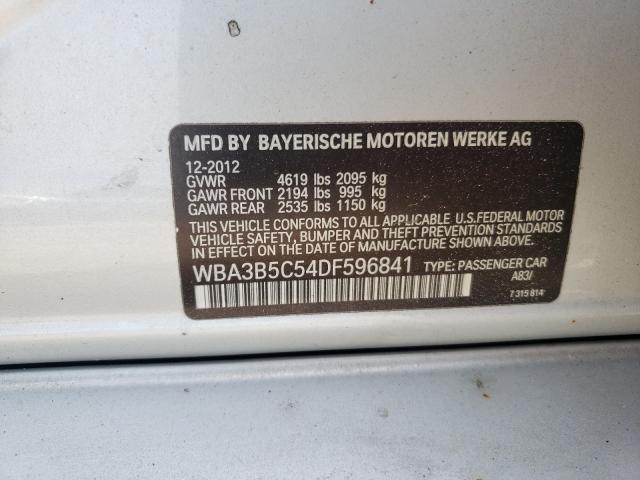 MFD BY BAYERISCHE MOTOREN WERKE AG
12-2012
GVWR 4619 lbs 2095 kg
GAWR FRONT 2194 lbs 995 kg
GAWR REAR 2535 lbs 1150 kg
THIS VEHICLE CONFORMS TO ALL APPLICABLE U.S.FEDERAL MOTOR
VEHICLE SAFETY, BUMPER AND THEFT PREVENTION STANDARDS
IN EFFECT ON THE DATE OF MANUFACTURE SHOWN ABOVE.
WBA3B5C54DF596841 TYPE: PASSENGER CAR
A83/
7 315 814